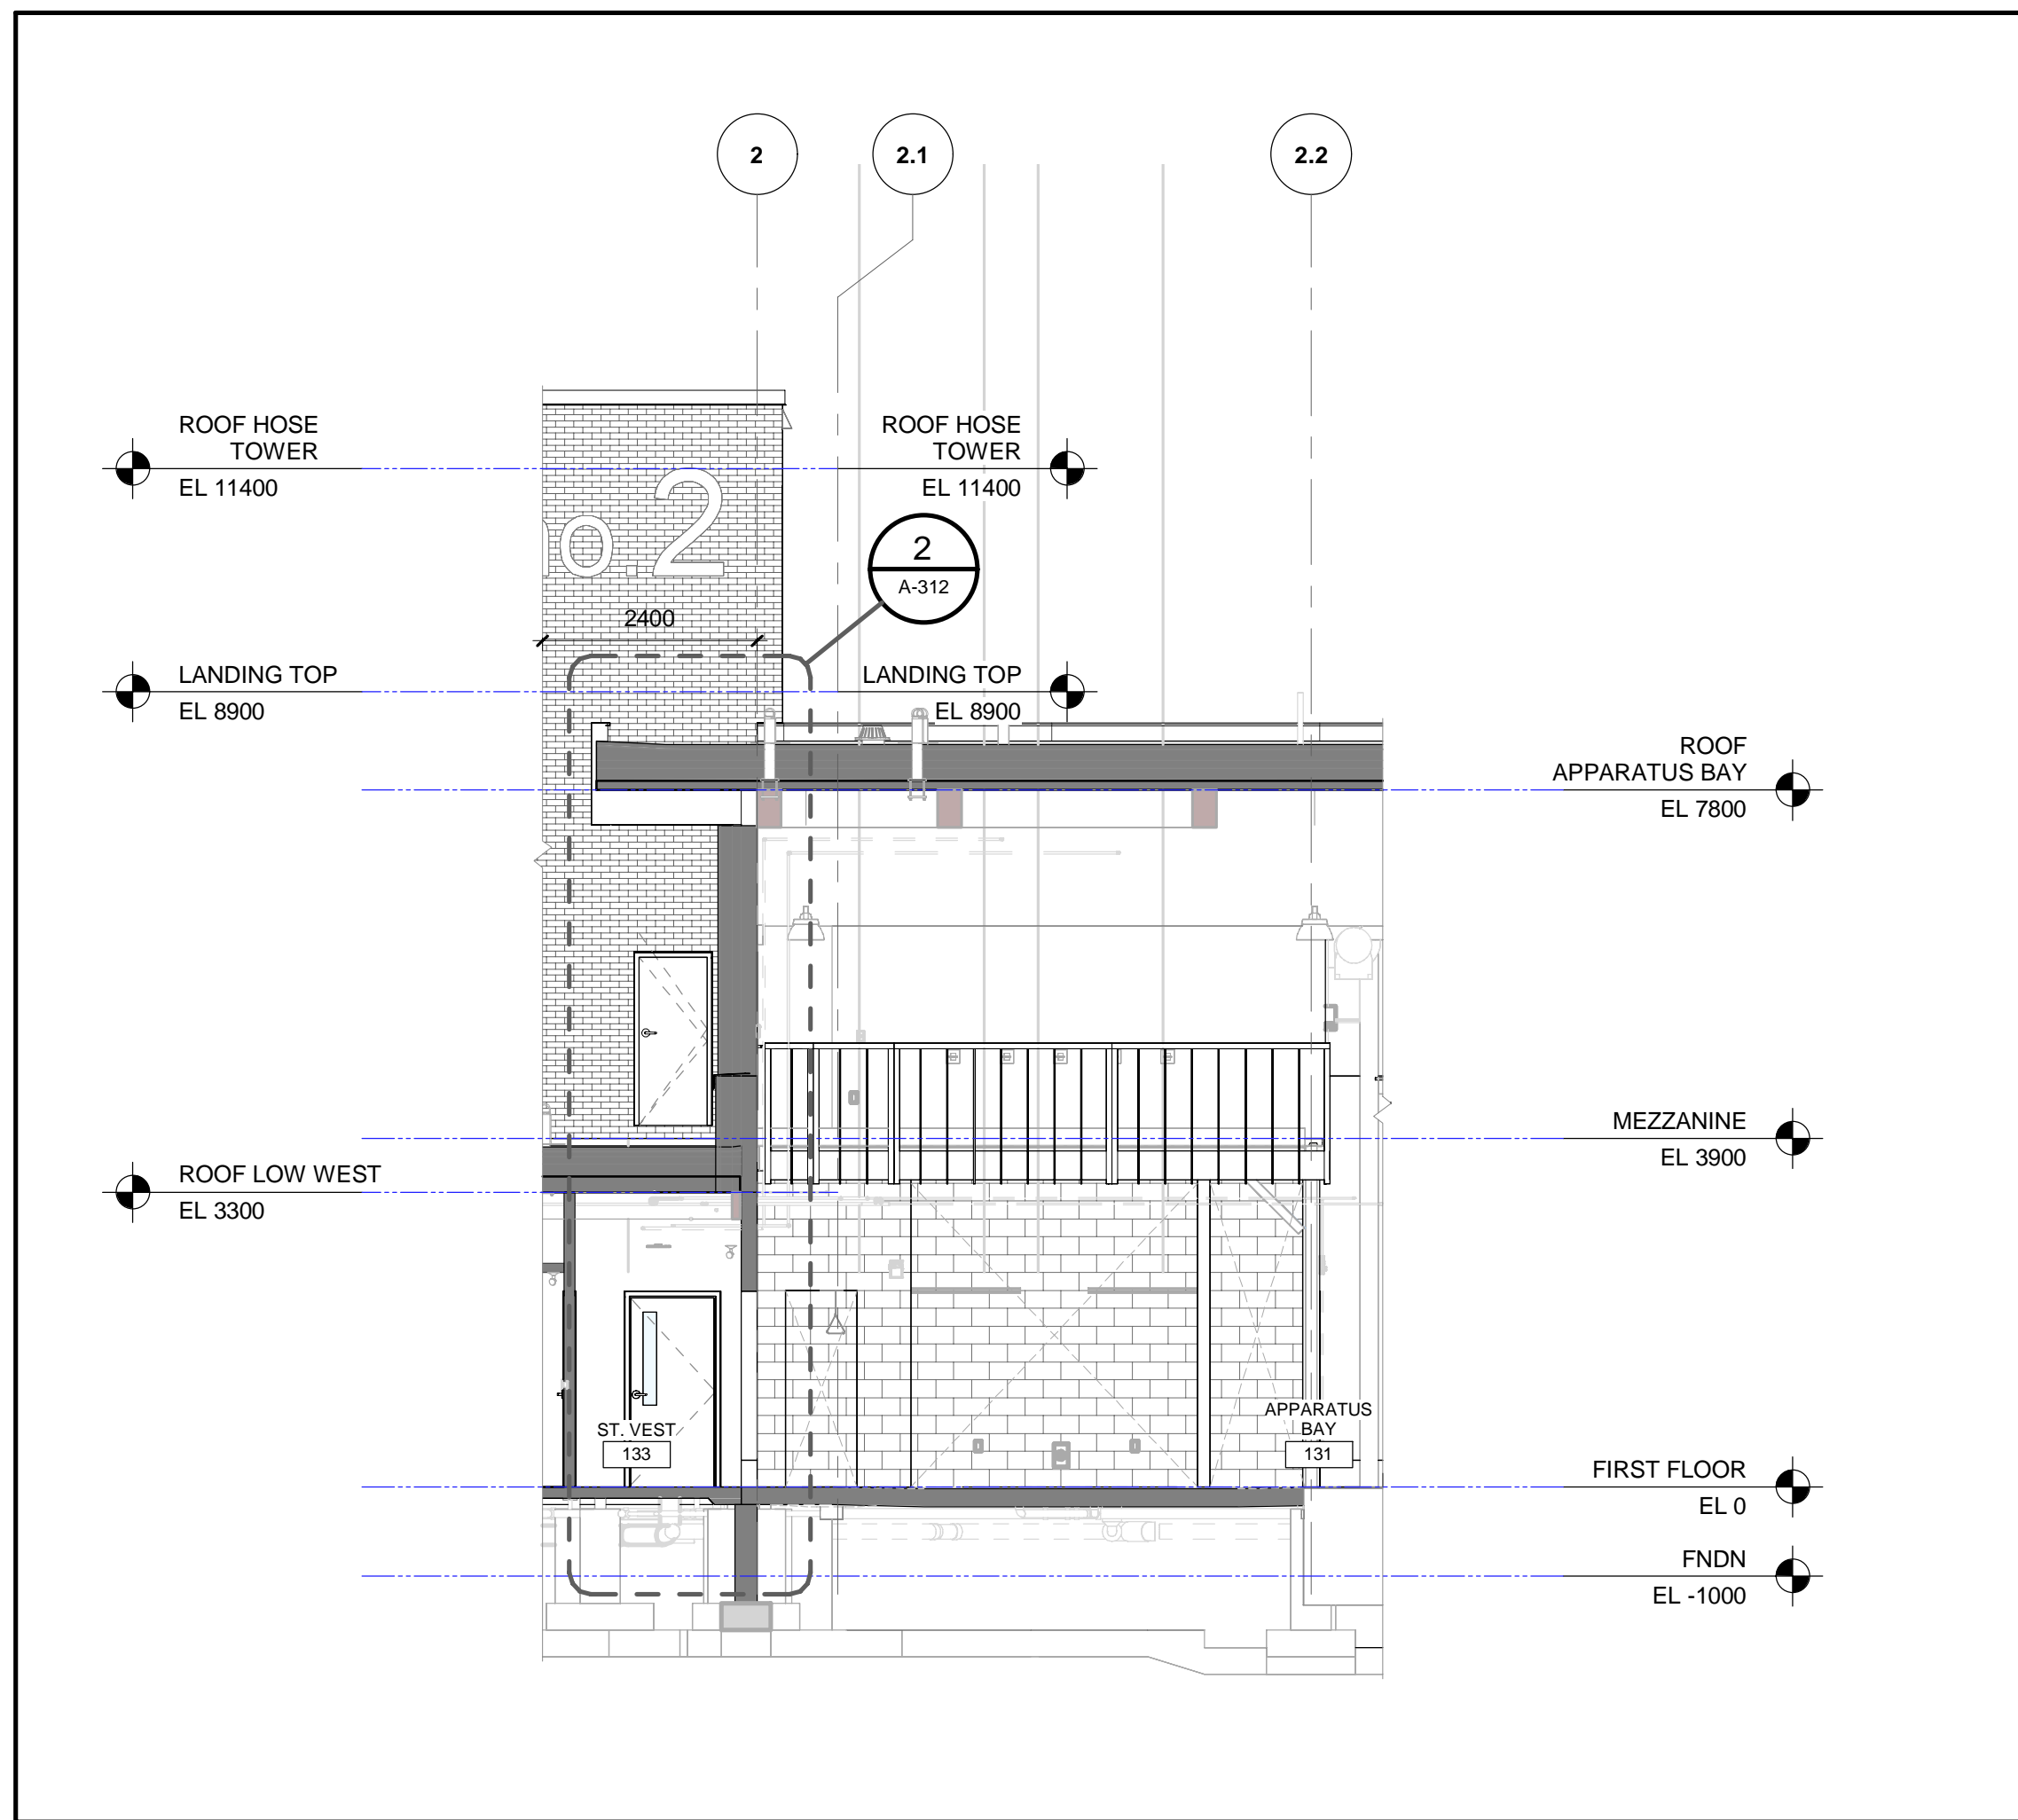 2
2.1
2.2
ROOF HOSE
TOWER
EL 11400
ROOF HOSE
TOWER
EL 11400
o.2
2
A-312
2400
LANDING TOP
EL 8900
LANDING TOP
EL 8900
ROOF
APPARATUS BAY
EL 7800
MEZZANINE
EL 3900
ROOF LOW WEST
EL 3300
ST. VEST
133
APPARATUS
BAY
131
FIRST FLOOR
EL 0
FNDN
EL -1000